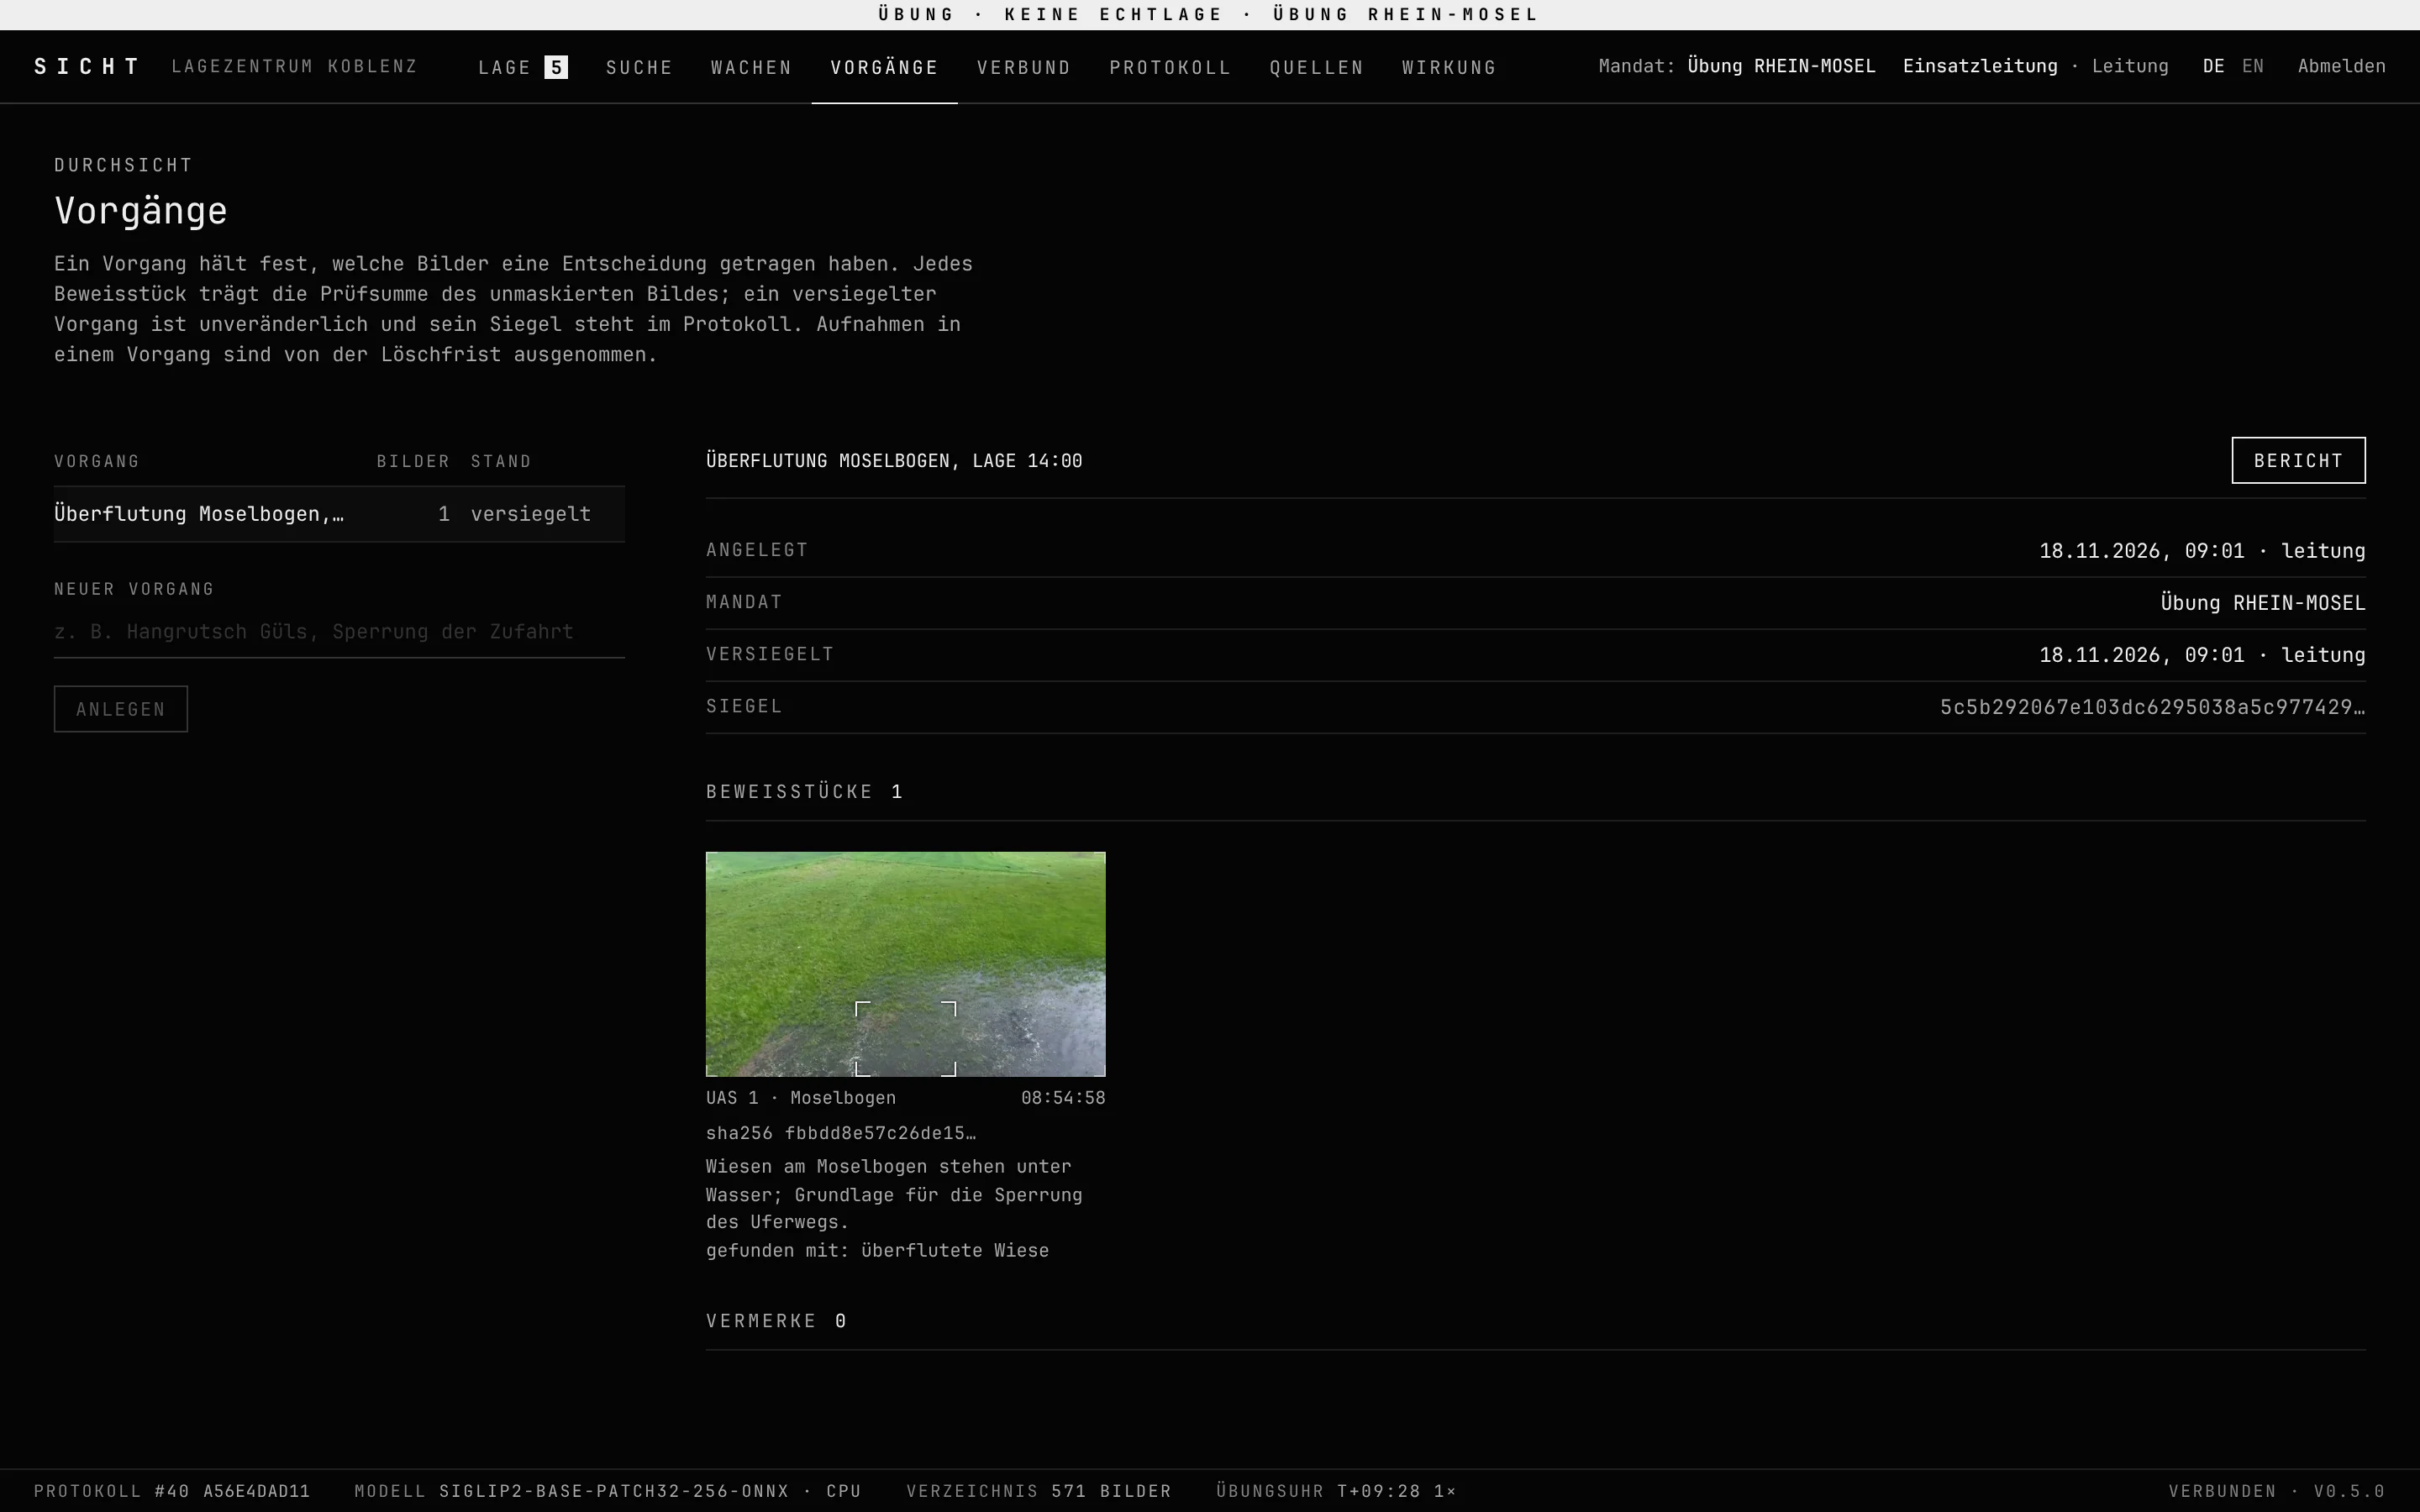 ÜBUNG · KEINE ECHTLAGE · ÜBUNG RHEIN-MOSEL
SICHT LAGEZENTRUM KOBLENZ LAGE 5 SUCHE WACHEN VORGÄNGE VERBUND PROTOKOLL QUELLEN WIRKUNG Mandat: Übung RHEIN-MOSEL Einsatzleitung · Leitung DE EN Abmelden
DURCHSICHT
Vorgänge
Ein Vorgang hält fest, welche Bilder eine Entscheidung getragen haben. Jedes
Beweisstück trägt die Prüfsumme des unmaskierten Bildes; ein versiegelter
Vorgang ist unveränderlich und sein Siegel steht im Protokoll. Aufnahmen in
einem Vorgang sind von der Löschfrist ausgenommen.
VORGANG BILDER STAND
Überflutung Moselbogen,… 1 versiegelt
NEUER VORGANG
z. B. Hangrutsch Güls, Sperrung der Zufahrt
ANLEGEN
ÜBERFLUTUNG MOSELBOGEN, LAGE 14:00 BERICHT
ANGELEGT 18.11.2026, 09:01 · leitung
MANDAT Übung RHEIN-MOSEL
VERSIEGELT 18.11.2026, 09:01 · leitung
SIEGEL 5c5b292067e103dc6295038a5c977429…
BEWEISSTÜCKE 1
UAS 1 · Moselbogen 08:54:58
sha256 fbbdd8e57c26de15…
Wiesen am Moselbogen stehen unter
Wasser; Grundlage für die Sperrung
des Uferwegs.
gefunden mit: überflutete Wiese
VERMERKE 0
PROTOKOLL #40 A56E4DAD11 MODELL SIGLIP2-BASE-PATCH32-256-ONNX · CPU VERZEICHNIS 571 BILDER ÜBUNGSUHR T+09:28 1× VERBUNDEN · V0.5.0